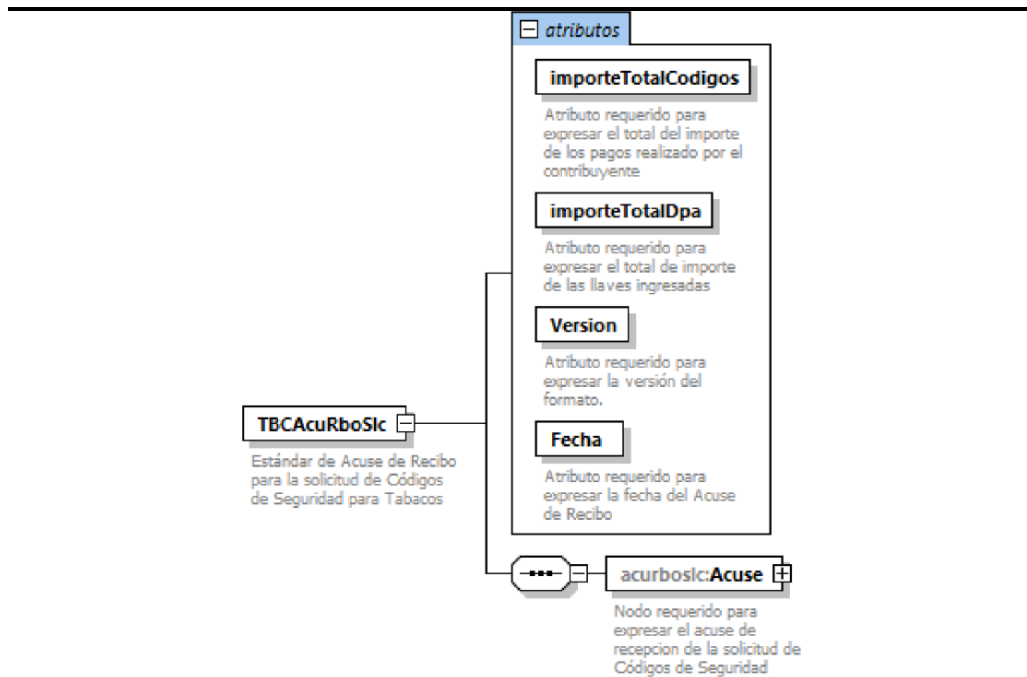 atributos
importeTotalCodigos
Atributo requerido para
expresar el total del importe
de los pagos realizado por el
contribuyente
importeTotalDpa
Atributo requerido para
expresar el total de importe
de las llaves ingresadas
Version
Atributo requerido para
expresar la versión del
formato.
Fecha
Atributo requerido para
expresar la fecha del Acuse
de Recibo
TBCAcuRboSlc
Estándar de Acuse de Recibo
para la solicitud de Códigos
de Seguridad para Tabacos
acurboslc:Acuse
Nodo requerido para
expresar el acuse de
recepcion de la solicitud de
Códigos de Seguridad